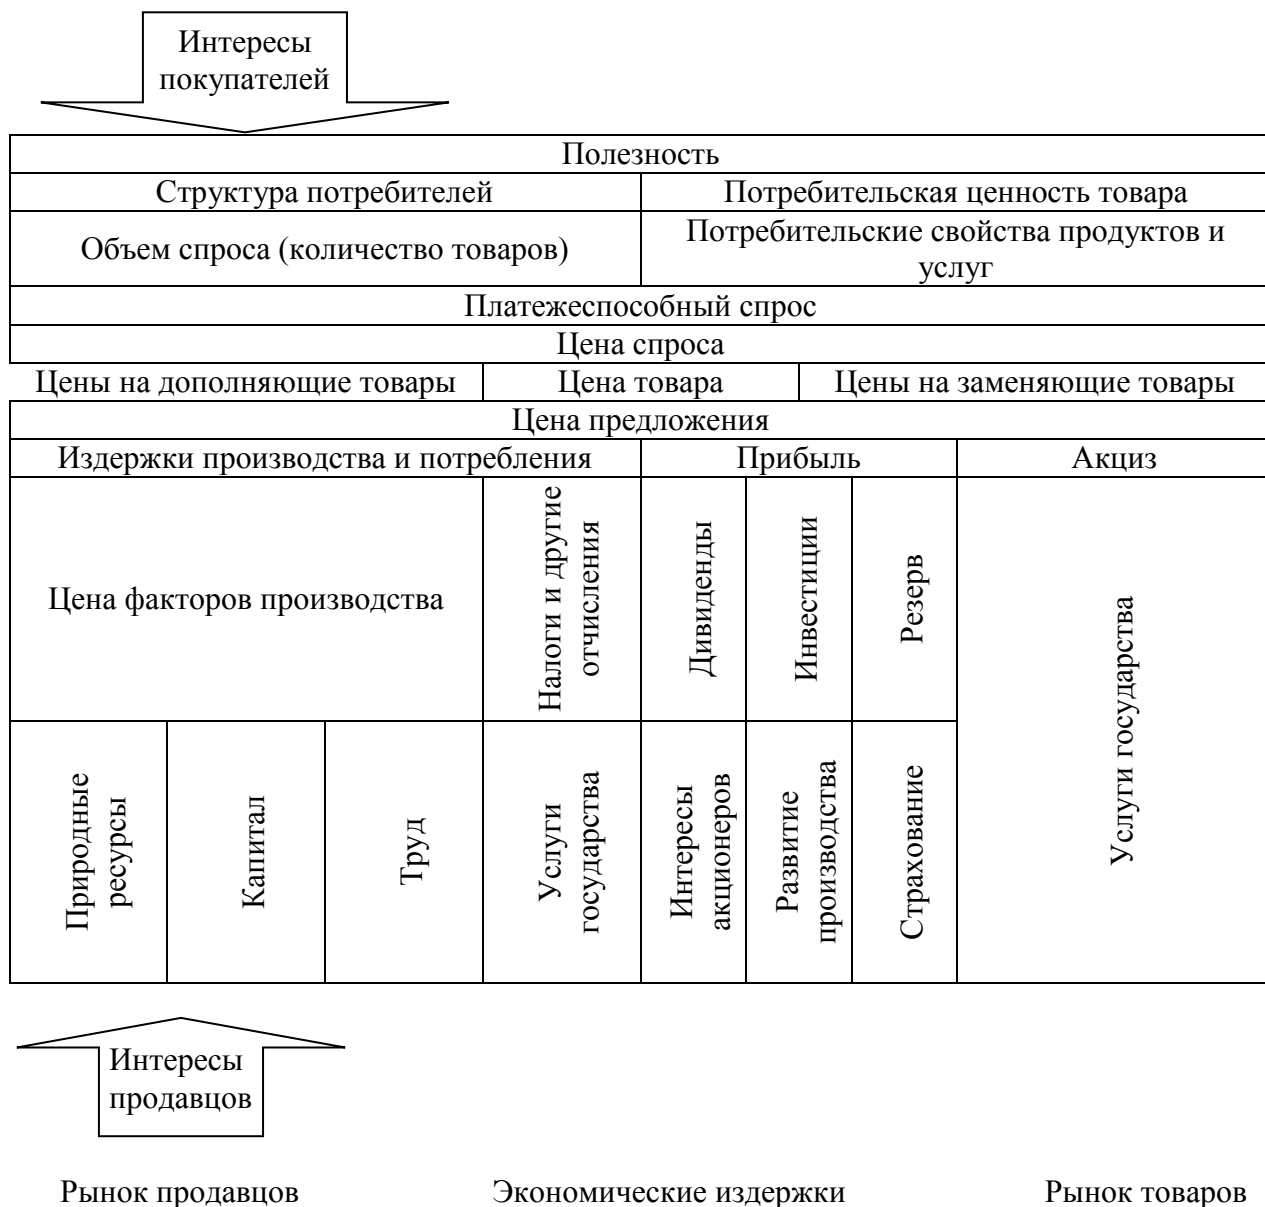 Интересы
покупателей
Полезность
Структура потребителей
Потребительская ценность товара
Объем спроса (количество товаров)
Потребительские свойства продуктов и
услуг
Платежеспособный спрос
Цена спроса
Цены на дополняющие товары
Цена товара
Цены на заменяющие товары
Цена предложения
Издержки производства и потребления
Прибыль
Акциз
Цена факторов производства
Налоги и другие
отчисления
Дивиденды
Инвестиции
Резерв
Услуги государства
Природные
ресурсы
Капитал
Труд
Услуги
государства
Интересы
акционеров
Развитие
производства
Страхование
Интересы
продавцов
Рынок продавцов
Экономические издержки
Рынок товаров